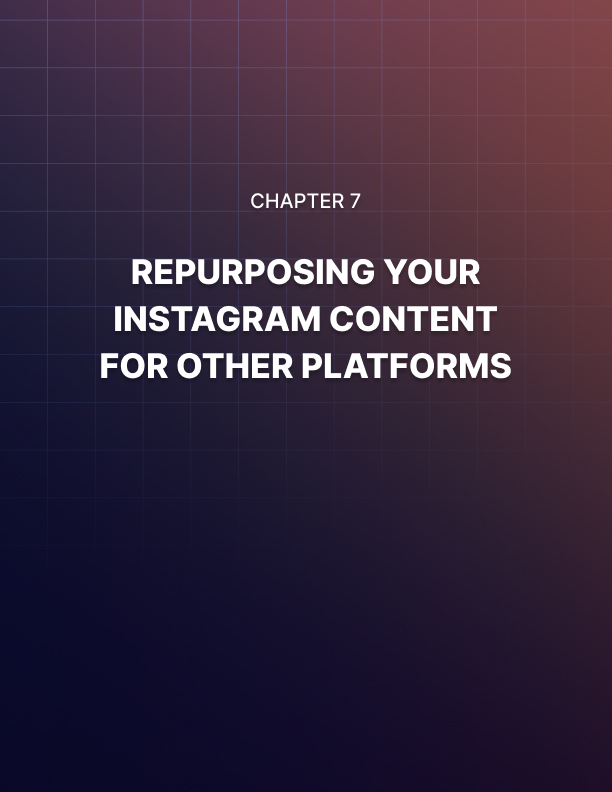 CHAPTER 7
REPURPOSING YOUR
INSTAGRAM CONTENT
FOR OTHER PLATFORMS